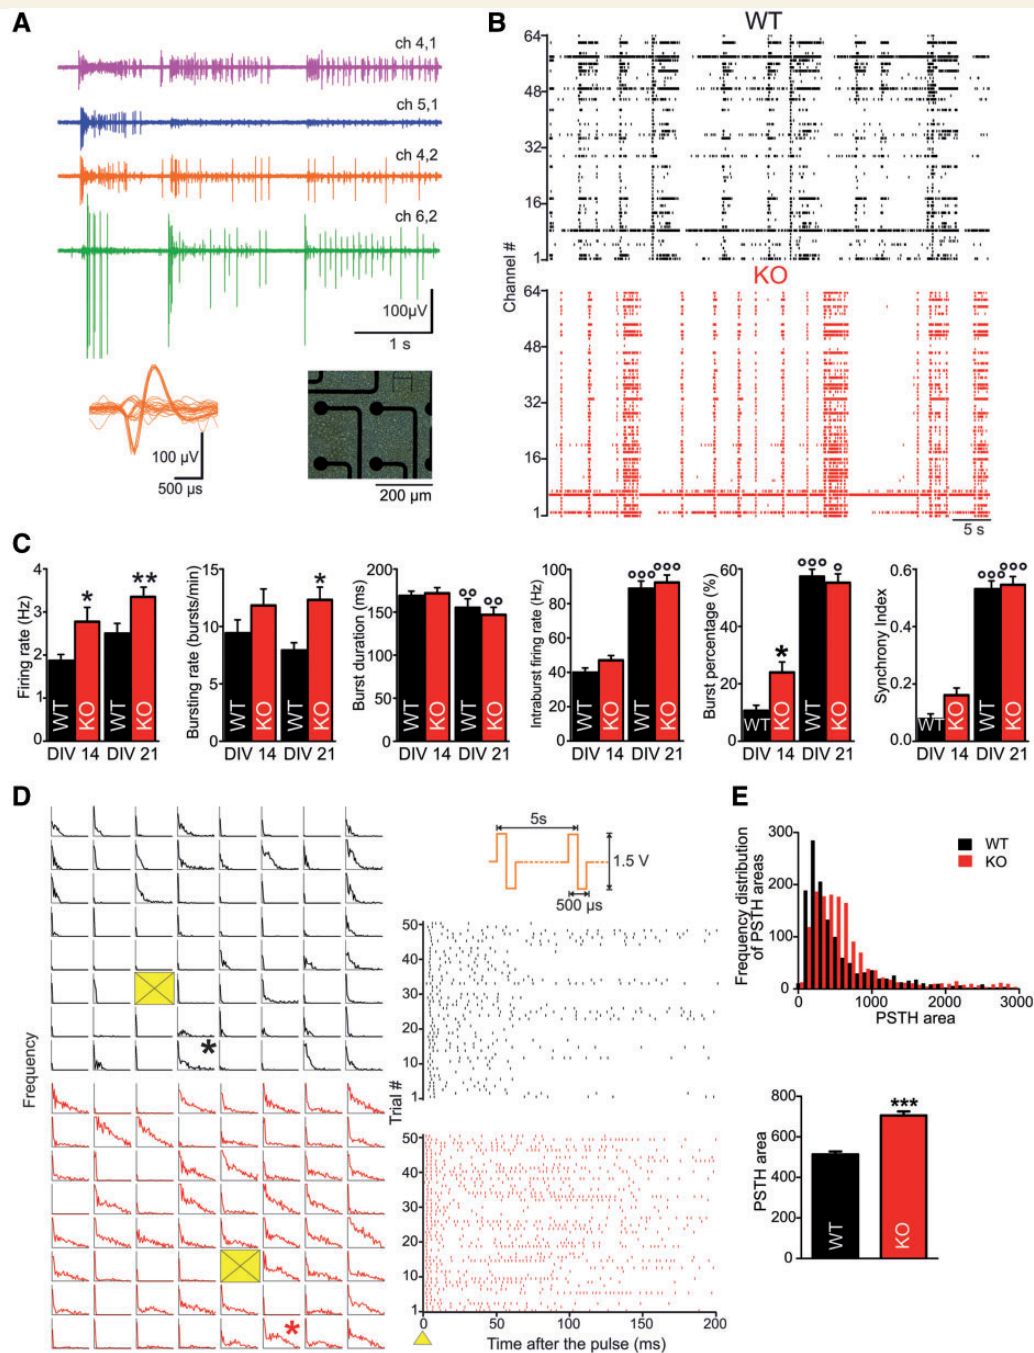 A
ch 4,1
ch 5,1
ch 4,2
ch 6,2
100µV
1 s
100 µV
500 µs
200 µm
B
WT
64
48
32
16
1
Channel #
KO
64
48
32
16
1
5 s
C
Firing rate (Hz)
4
3
2
1
0
*
**
WT
KO
WT
KO
DIV 14 DIV 21
Bursting rate (bursts/min)
15
10
5
0
*
WT
KO
WT
KO
DIV 14 DIV 21
Burst duration (ms)
200
150
100
50
0
°°
°°
WT
KO
WT
KO
DIV 14 DIV 21
Intraburst firing rate (Hz)
100
80
60
40
20
0
°°°
°°°
WT
KO
WT
KO
DIV 14 DIV 21
Burst percentage (%)
60
40
20
0
*
°°°
°
WT
KO
WT
KO
DIV 14 DIV 21
Synchrony Index
0.6
0.4
0.2
0.0
°°°
°°°
WT
KO
WT
KO
DIV 14 DIV 21
D
Frequency
*
*
5s
1.5 V
500 µs
Trial #
50
40
30
20
10
1
50
40
30
20
10
1
0 50 100 150 200
Time after the pulse (ms)
E
Frequency distribution
of PSTH areas
300
200
100
0
WT
KO
0 1000 2000 3000
PSTH area
PSTH area
800
600
400
200
0
***
WT
KO